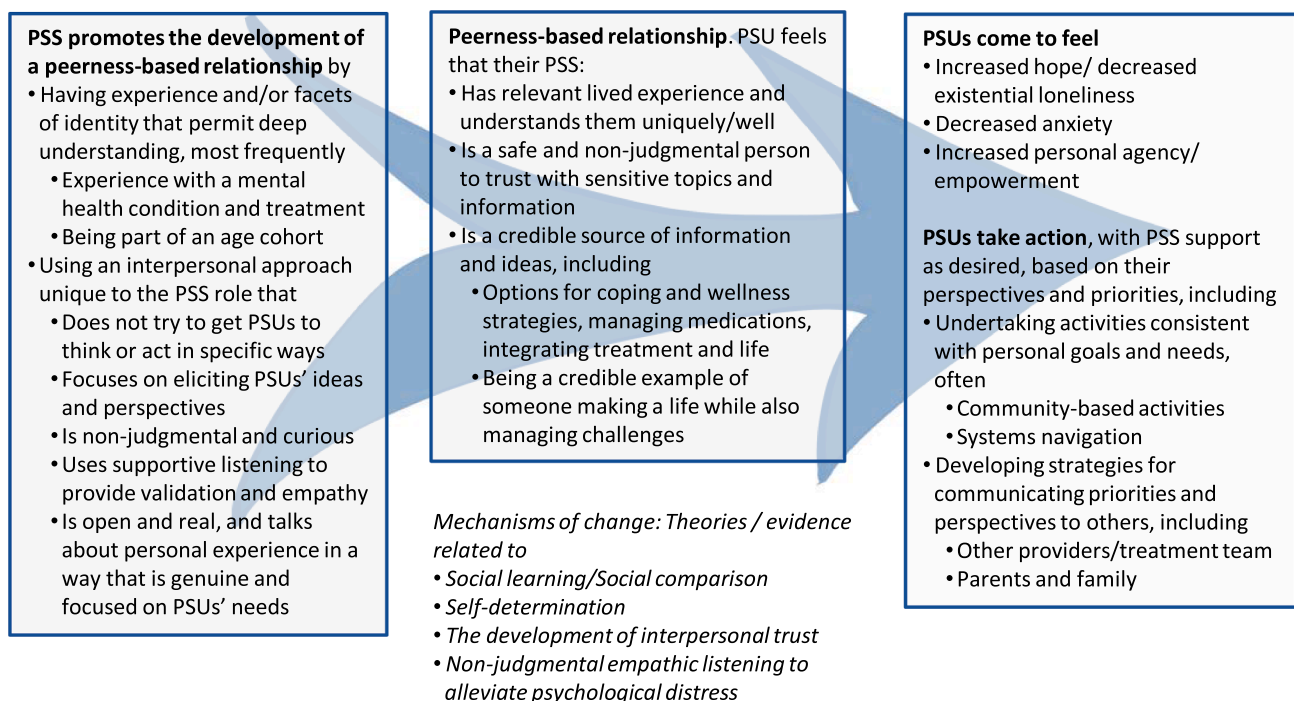 PSS promotes the development of
a peerness-based relationship by
• Having experience and/or facets
of identity that permit deep
understanding, most frequently
• Experience with a mental
health condition and treatment
• Being part of an age cohort
• Using an interpersonal approach
unique to the PSS role that
• Does not try to get PSUs to
think or act in specific ways
• Focuses on eliciting PSUs’ ideas
and perspectives
• Is non-judgmental and curious
• Uses supportive listening to
provide validation and empathy
• Is open and real, and talks
about personal experience in a
way that is genuine and
focused on PSUs’ needs
Peerness-based relationship. PSU feels
that their PSS:
• Has relevant lived experience and
understands them uniquely/well
• Is a safe and non-judgmental person
to trust with sensitive topics and
information
• Is a credible source of information
and ideas, including
• Options for coping and wellness
strategies, managing medications,
integrating treatment and life
• Being a credible example of
someone making a life while also
managing challenges
Mechanisms of change: Theories / evidence
related to
• Social learning/Social comparison
• Self-determination
• The development of interpersonal trust
• Non-judgmental empathic listening to
alleviate psychological distress
PSUs come to feel
• Increased hope/ decreased
existential loneliness
• Decreased anxiety
• Increased personal agency/
empowerment
PSUs take action, with PSS support
as desired, based on their
perspectives and priorities, including
• Undertaking activities consistent
with personal goals and needs,
often
• Community-based activities
• Systems navigation
• Developing strategies for
communicating priorities and
perspectives to others, including
• Other providers/treatment team
• Parents and family